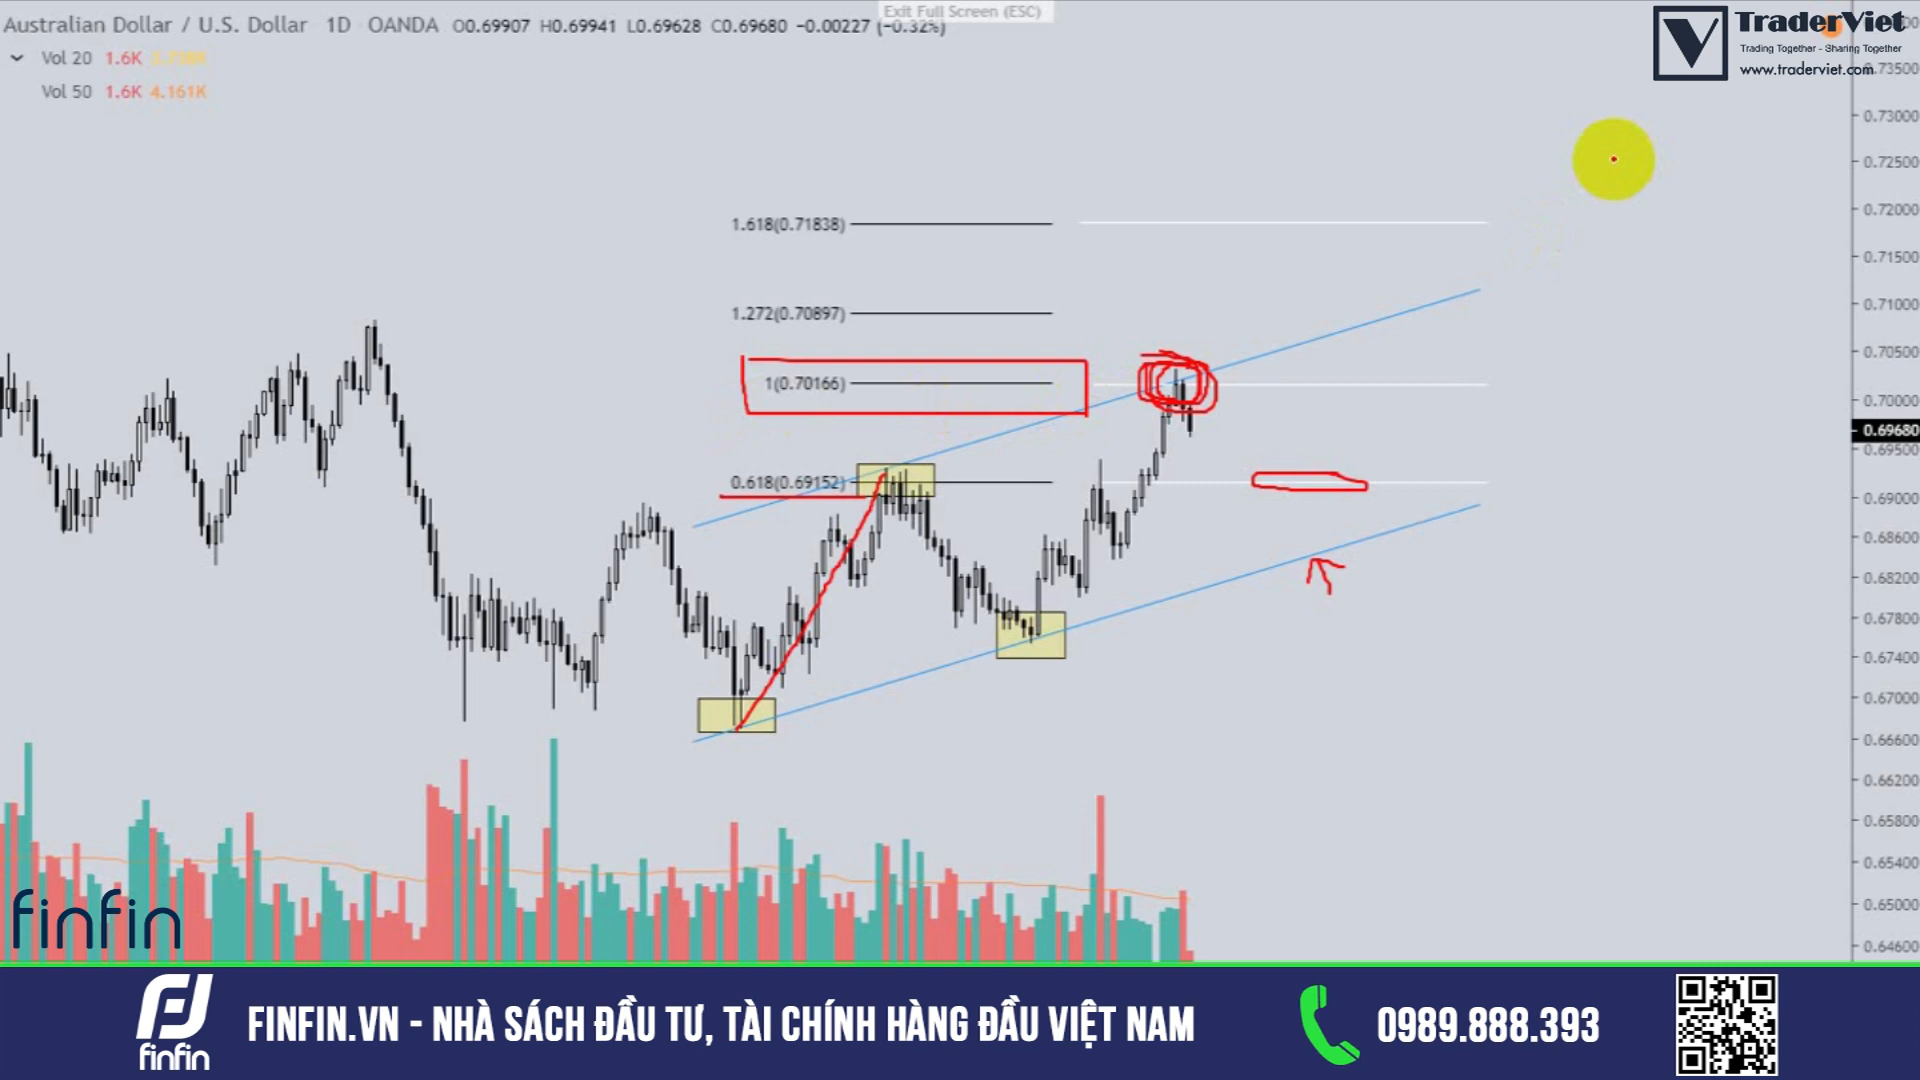 Exit Full Screen (ESC)
Australian Dollar / U.S. Dollar 1D OANDA O0.69907 H0.69941 L0.69628 C0.69680 −0.00227 (−0.32%)
Vol 20 1.6K
Vol 50 1.6K 4.161K
TraderViet
Trading Together - Sharing Together
www.traderviet.com
0.73500
0.73000
0.72500
0.72000
0.71500
0.71000
0.70500
0.70000
0.69680
0.69500
0.69000
0.68600
0.68200
0.67800
0.67400
0.67000
0.66600
0.66200
0.65800
0.65400
0.65000
0.64600
1.618(0.71838)
1.272(0.70897)
1(0.70166)
0.618(0.69152)
finfin
finfin
FINFIN.VN - NHÀ SÁCH ĐẦU TƯ, TÀI CHÍNH HÀNG ĐẦU VIỆT NAM
0989.888.393